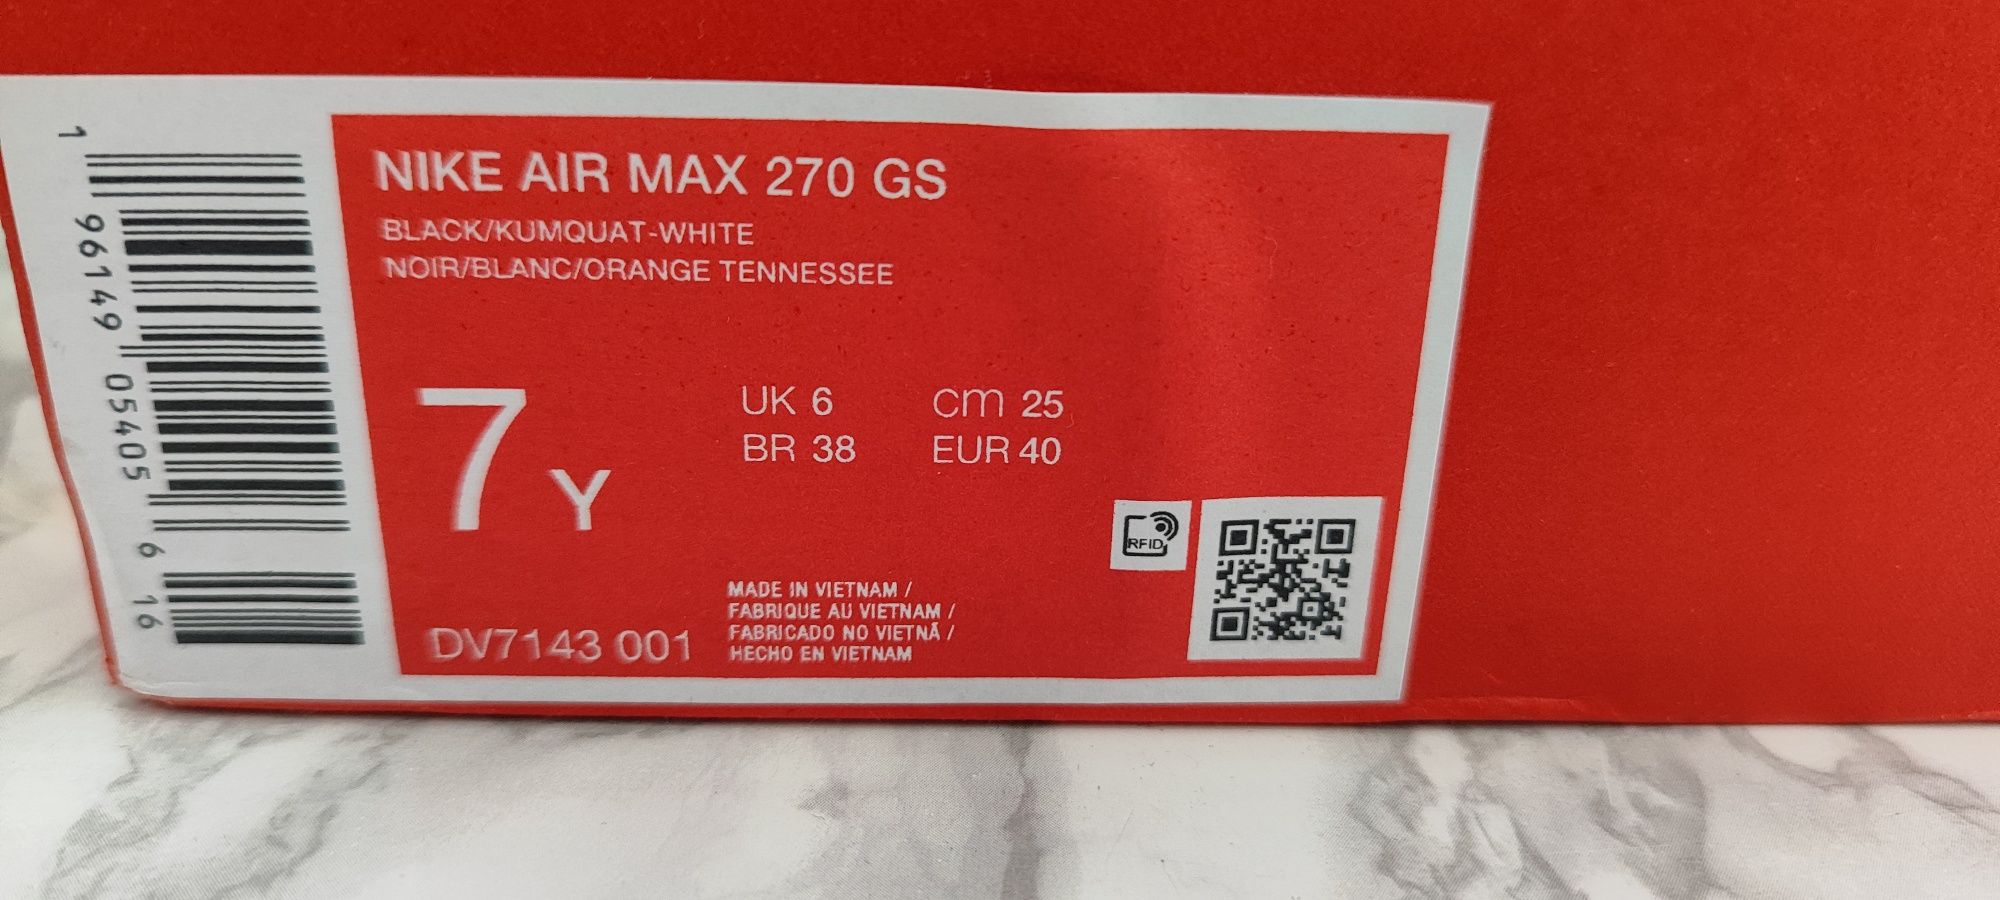 NIKE AIR MAX 270 GS
BLACK/KUMQUAT-WHITE
NOIR/BLANC/ORANGE TENNESSEE
7 Y
UK 6 cm 25
BR 38 EUR 40
RFID
MADE IN VIETNAM /
FABRIQUE AU VIETNAM /
FABRICADO NO VIETNÃ /
HECHO EN VIETNAM
DV7143 001
1 96149 05405 6 16